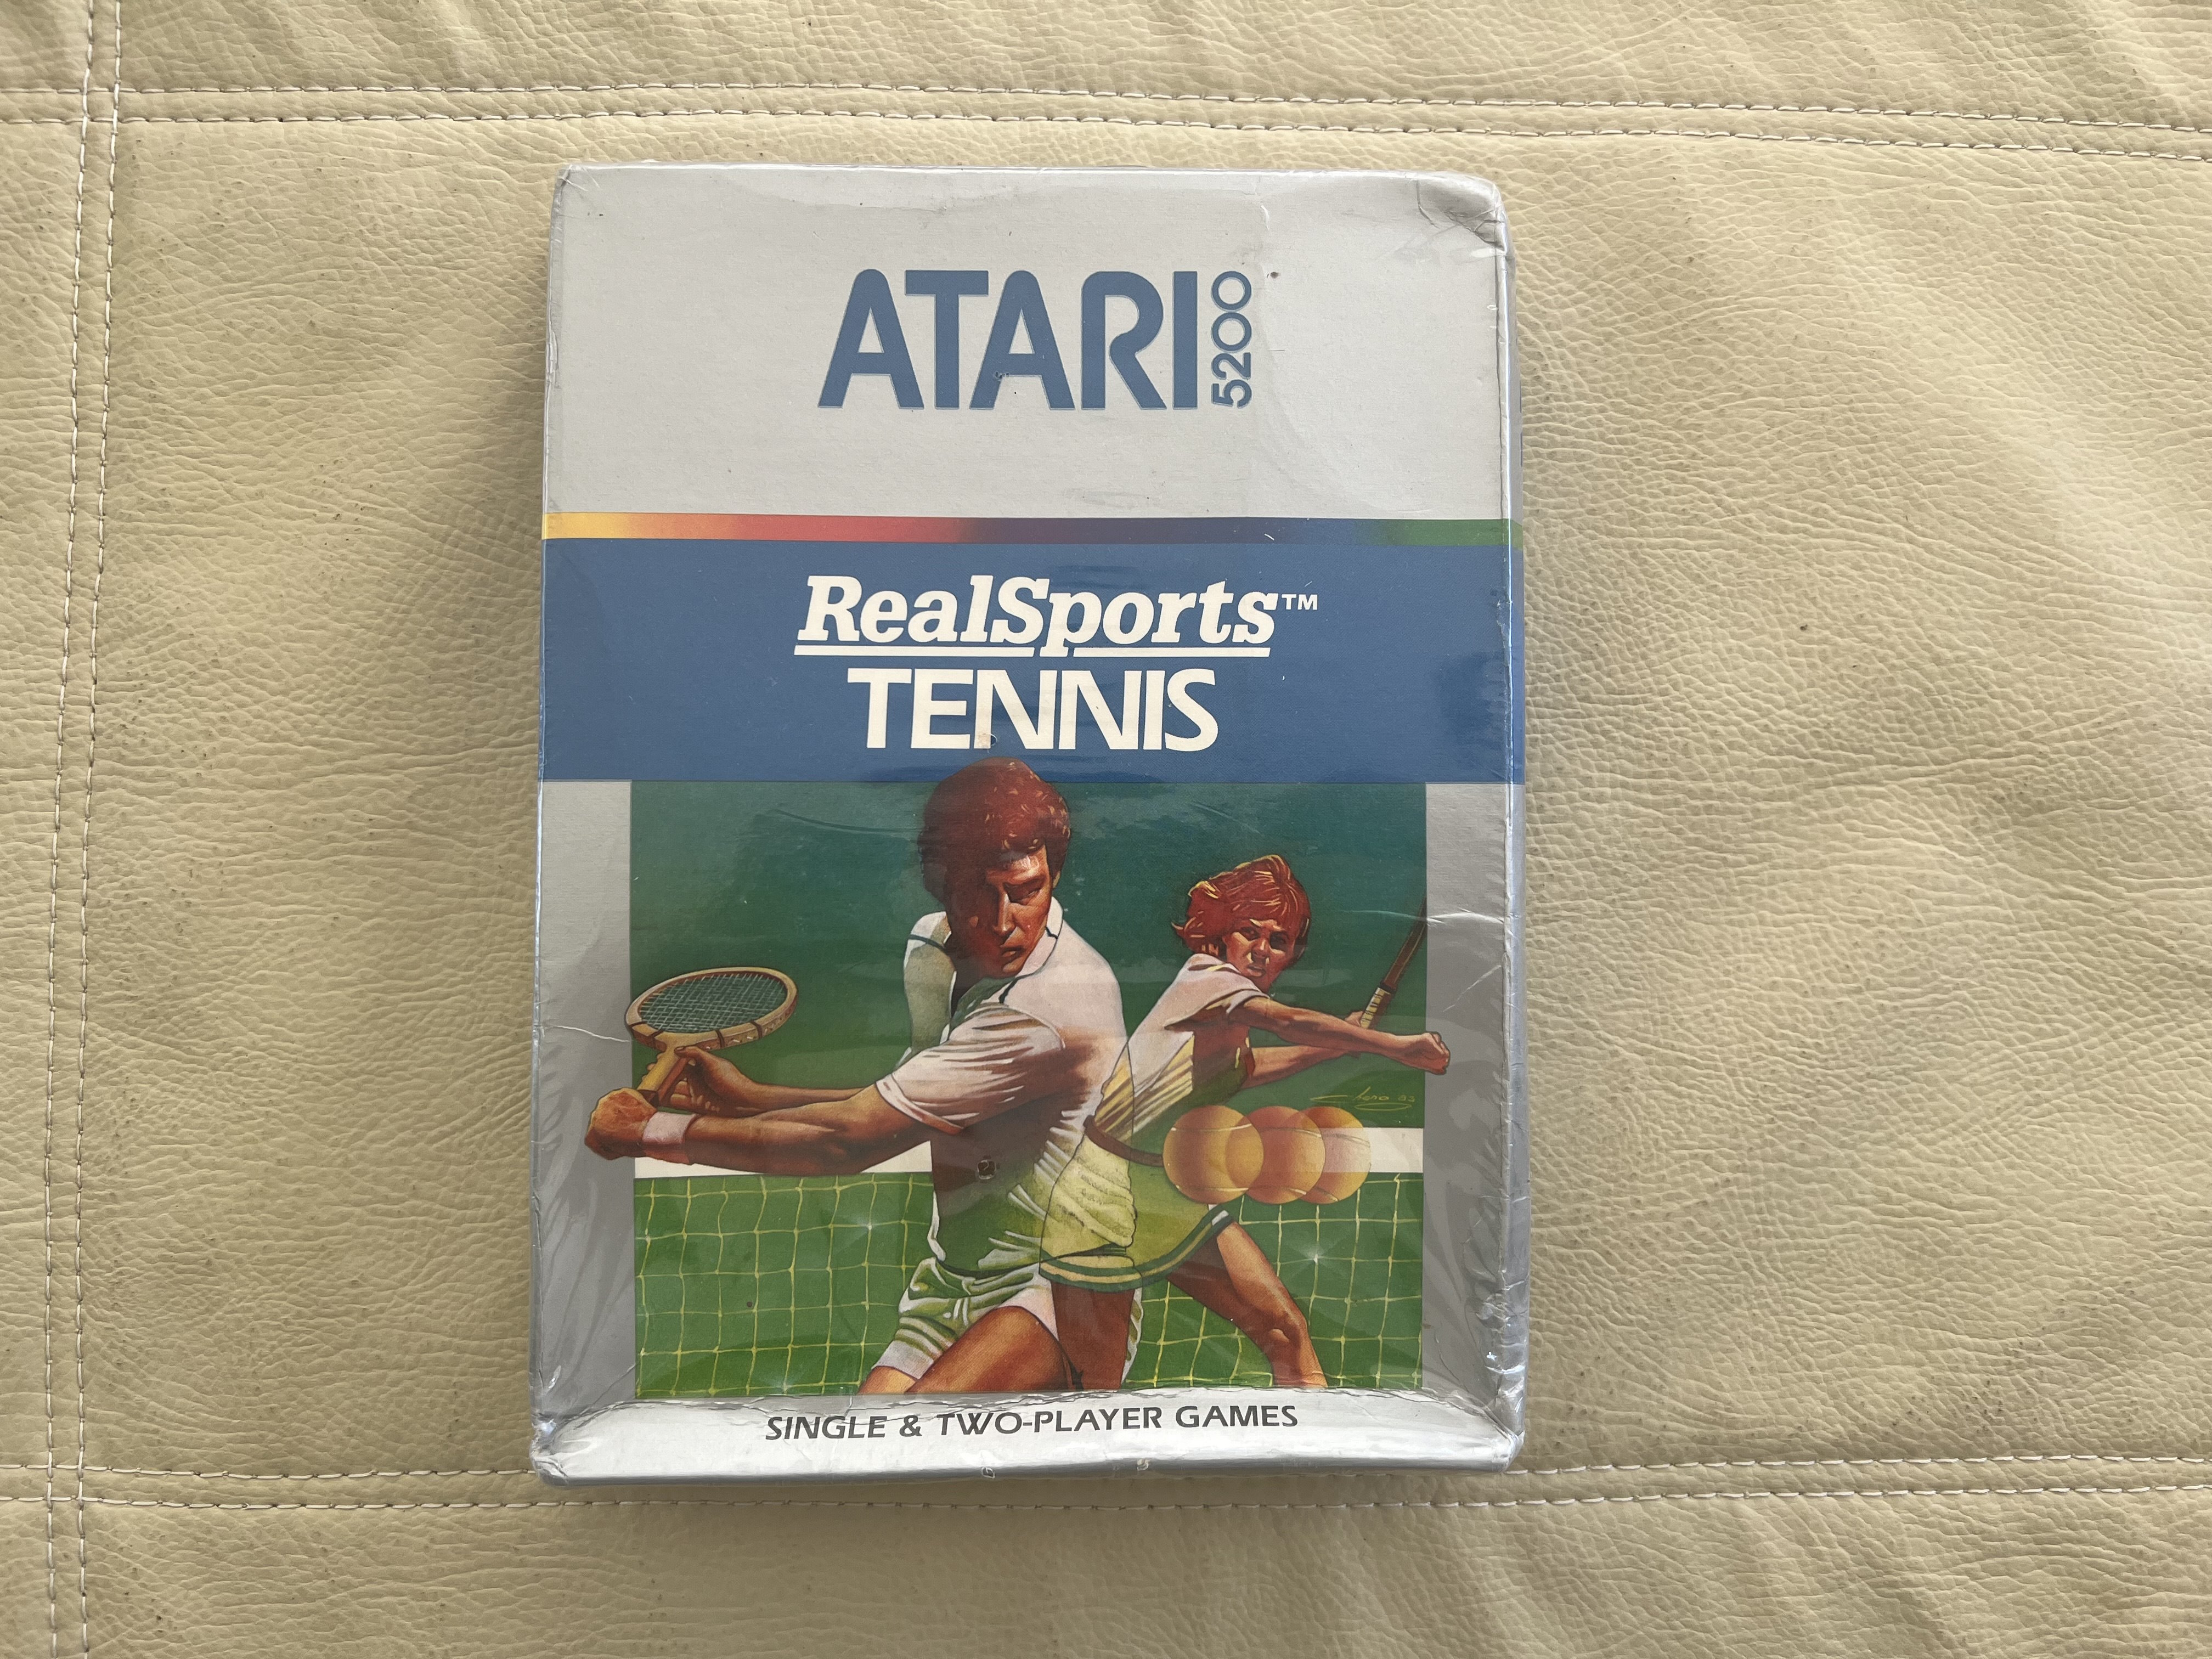 ATARI 5200
RealSports™
TENNIS
SINGLE & TWO-PLAYER GAMES